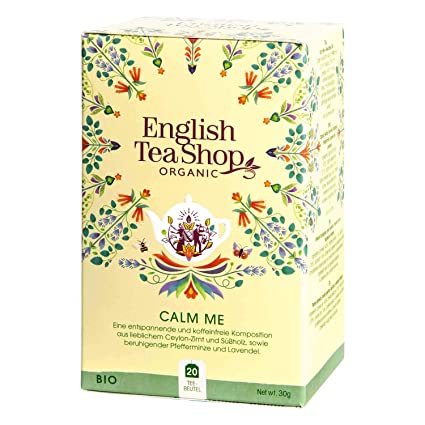 English
Tea Shop
ORGANIC
CALM ME
Eine entspannende und koffeinfreie Komposition
aus lieblichem Ceylon-Zimt und Süßholz, sowie
beruhigender Pfefferminze und Lavendel.
BIO
20
TEE-
BEUTEL
Net wt. 30g